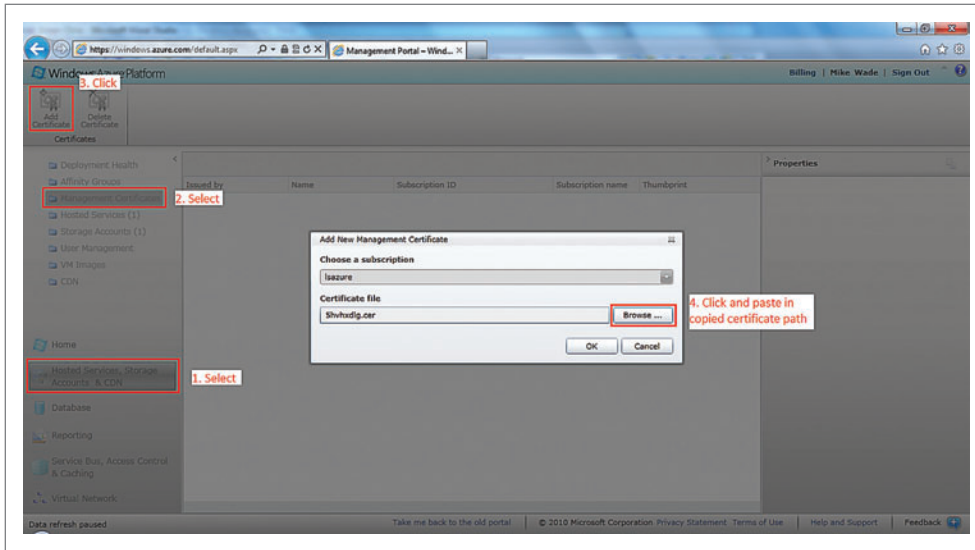 https://windows.azure.com/default.aspx
Management Portal – Wind...
Windows Azure Platform
Billing | Mike Wade | Sign Out
3. Click
Add Certificate
Delete Certificate
Certificates
Deployment Health
Affinity Groups
Management Certificates
2. Select
Hosted Services (1)
Storage Accounts (1)
User Management
VM Images
CDN
Issued by Name Subscription ID Subscription name Thumbprint
Properties
Add New Management Certificate
Choose a subscription
lsazure
Certificate file
Shvhxdig.cer
Browse ...
4. Click and paste in
copied certificate path
OK Cancel
Home
Hosted Services, Storage
Accounts & CDN
1. Select
Database
Reporting
Service Bus, Access Control
& Caching
Virtual Network
Data refresh paused
Take me back to the old portal | © 2010 Microsoft Corporation Privacy Statement Terms of Use | Help and Support | Feedback